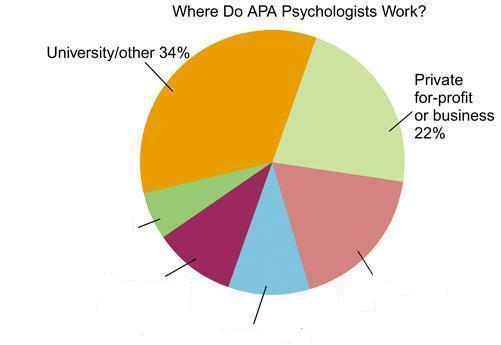 Where Do APA Psychologists Work?
University/other 34%
Private
for-profit
or business
22%